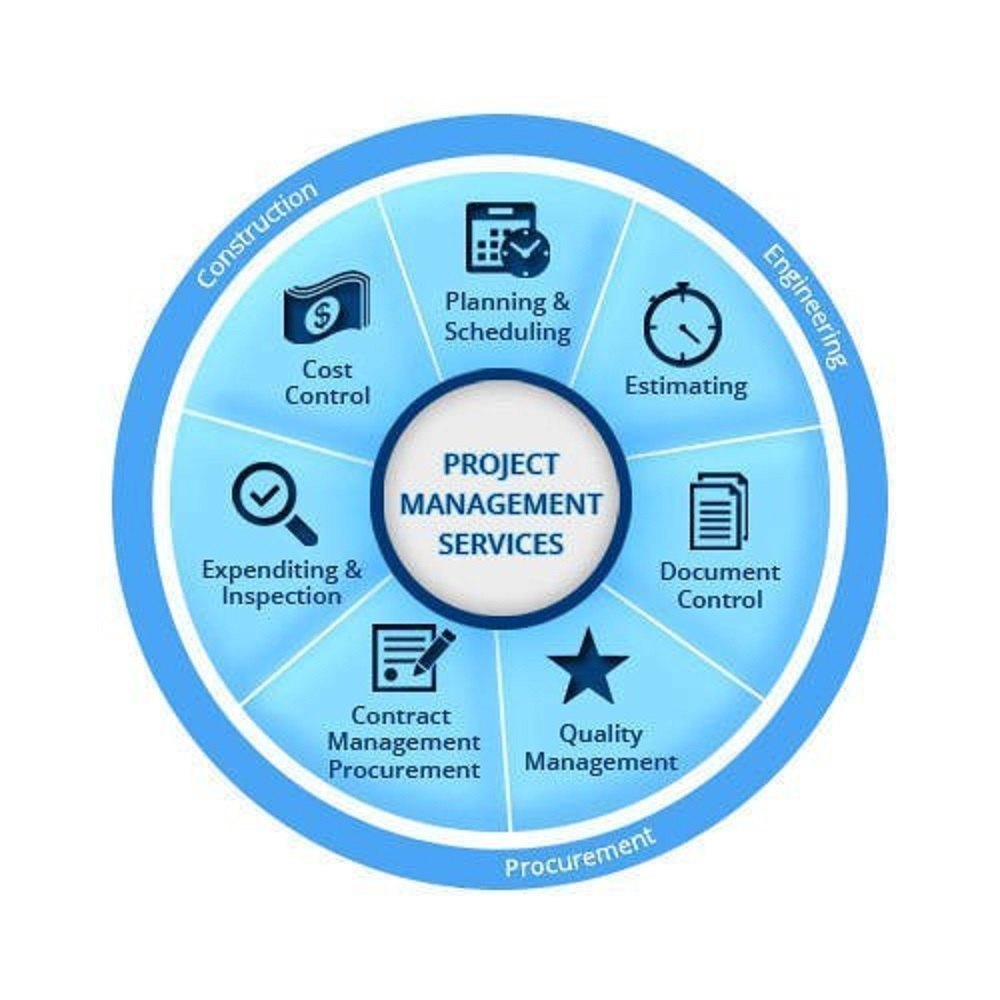 Construction
Engineering
Planning &
Scheduling
$
Cost
Control
Estimating
PROJECT
MANAGEMENT
SERVICES
Expenditing &
Inspection
Document
Control
Contract
Management
Procurement
Quality
Management
Procurement